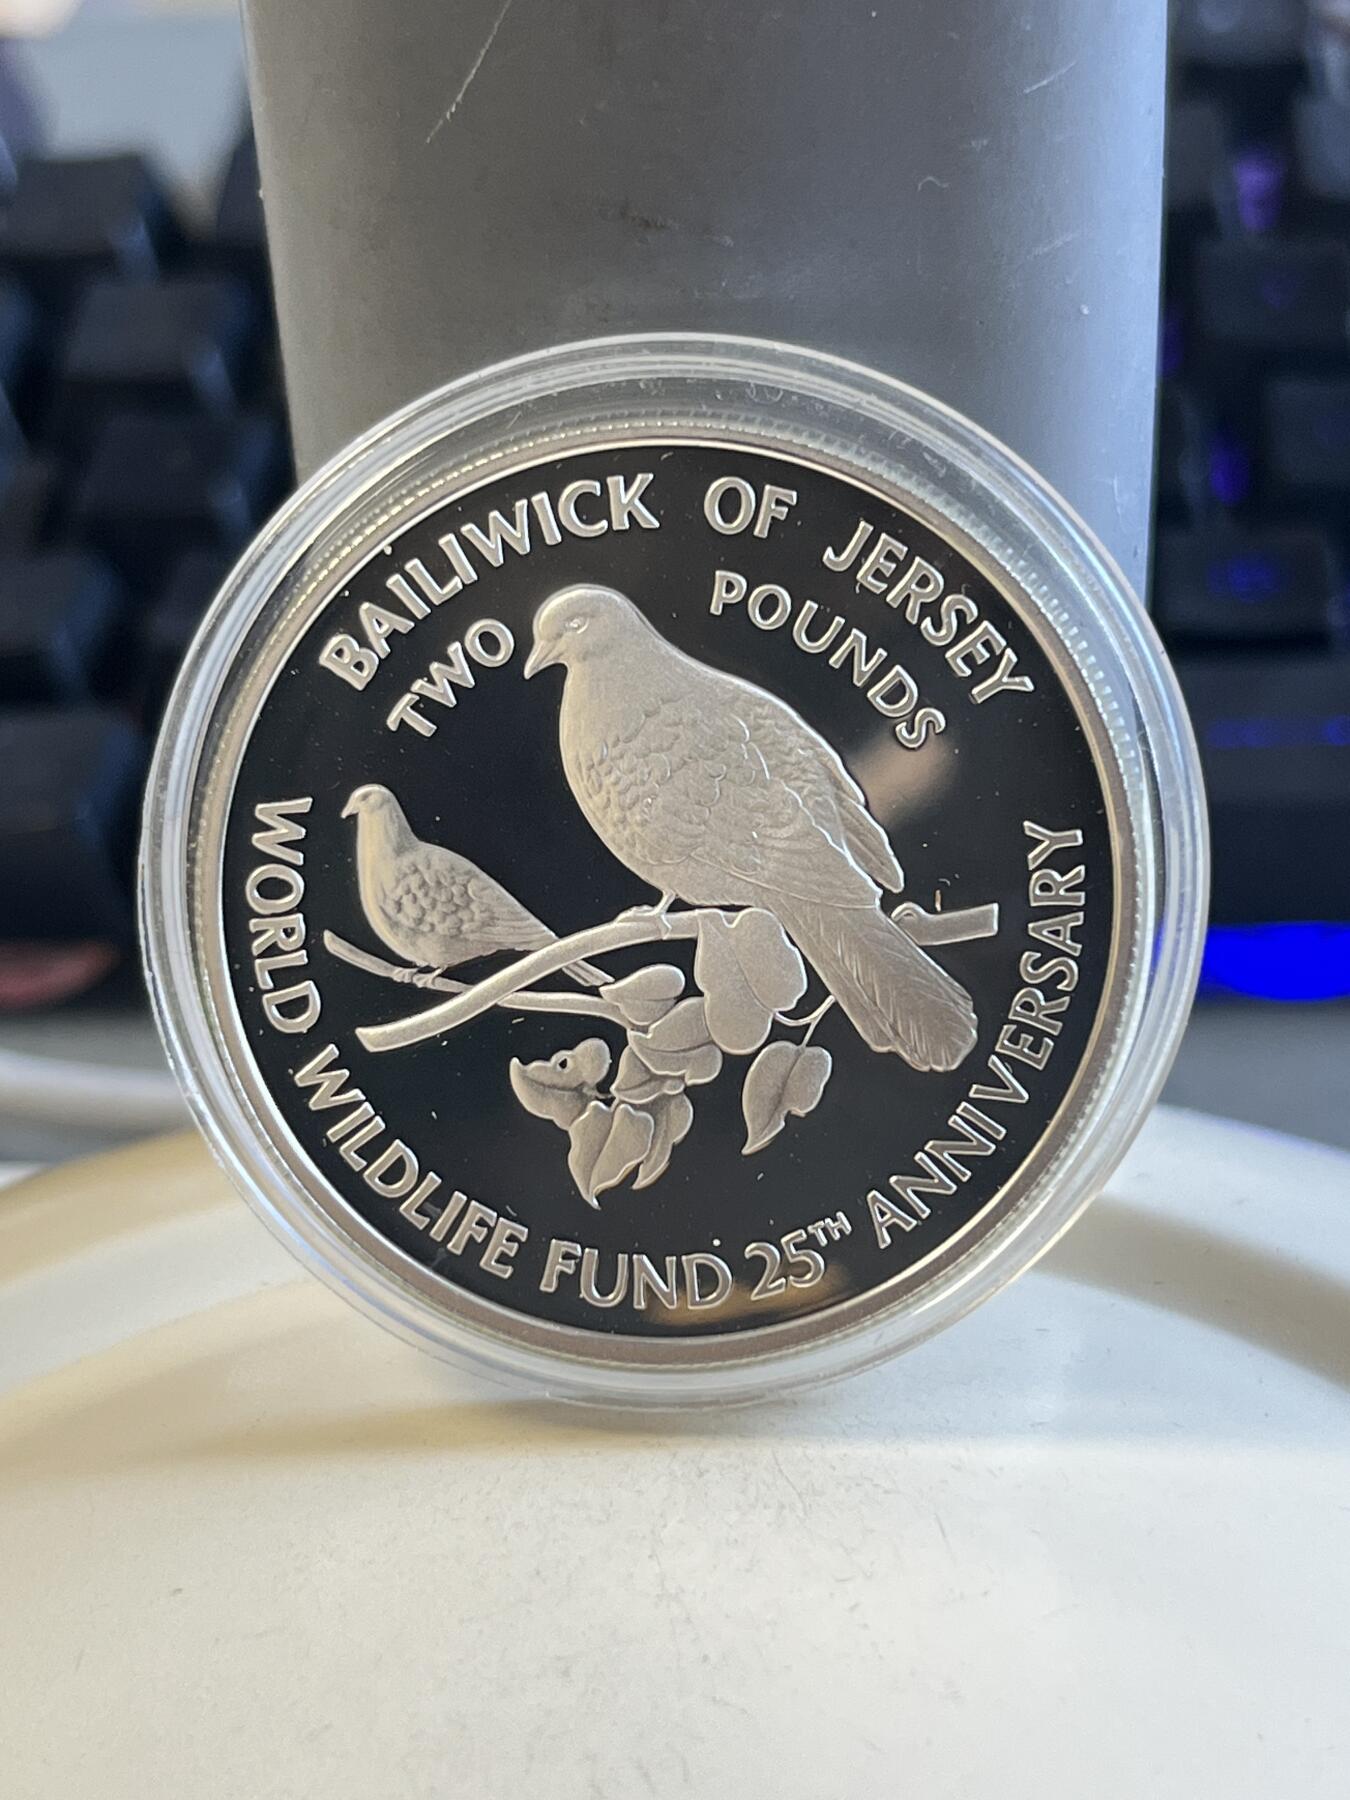 BAILIWICK OF JERSEY
TWO POUNDS
WORLD WILDLIFE FUND 25TH ANNIVERSARY